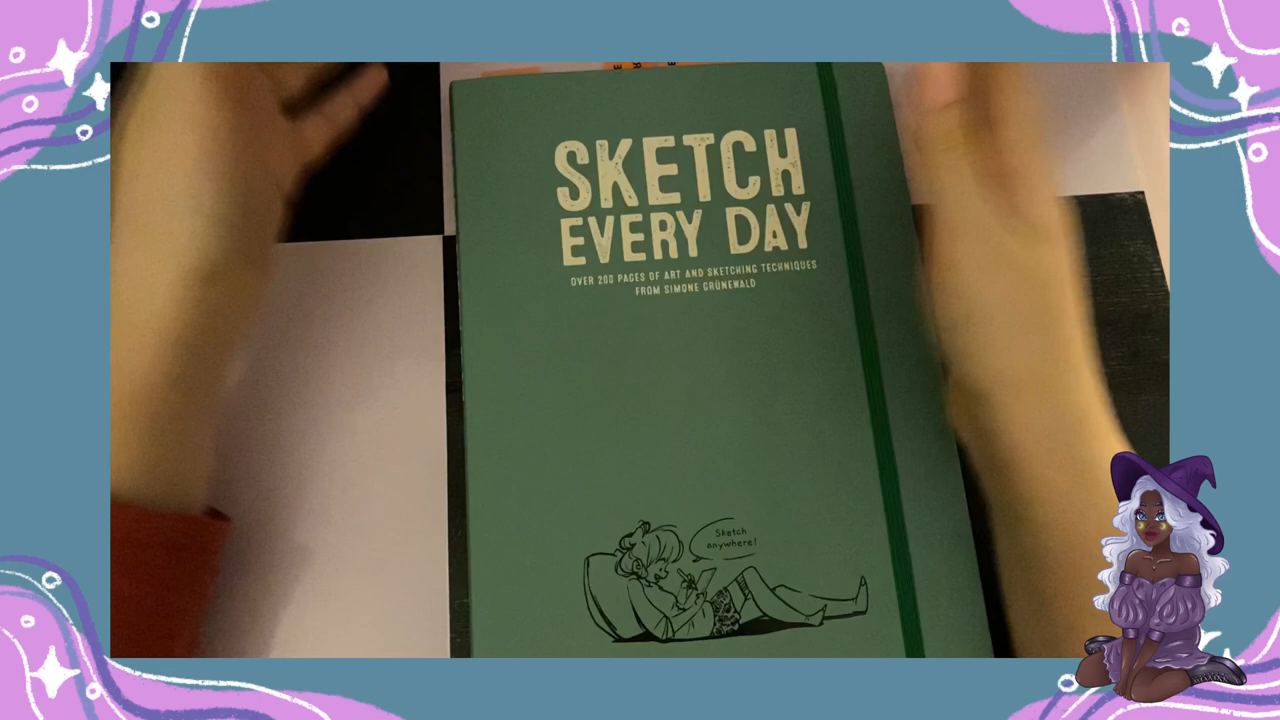 SKETCH
EVERY DAY
OVER 200 PAGES OF ART AND SKETCHING TECHNIQUES
FROM SIMONE GRÜNEWALD
Sketch
anywhere!